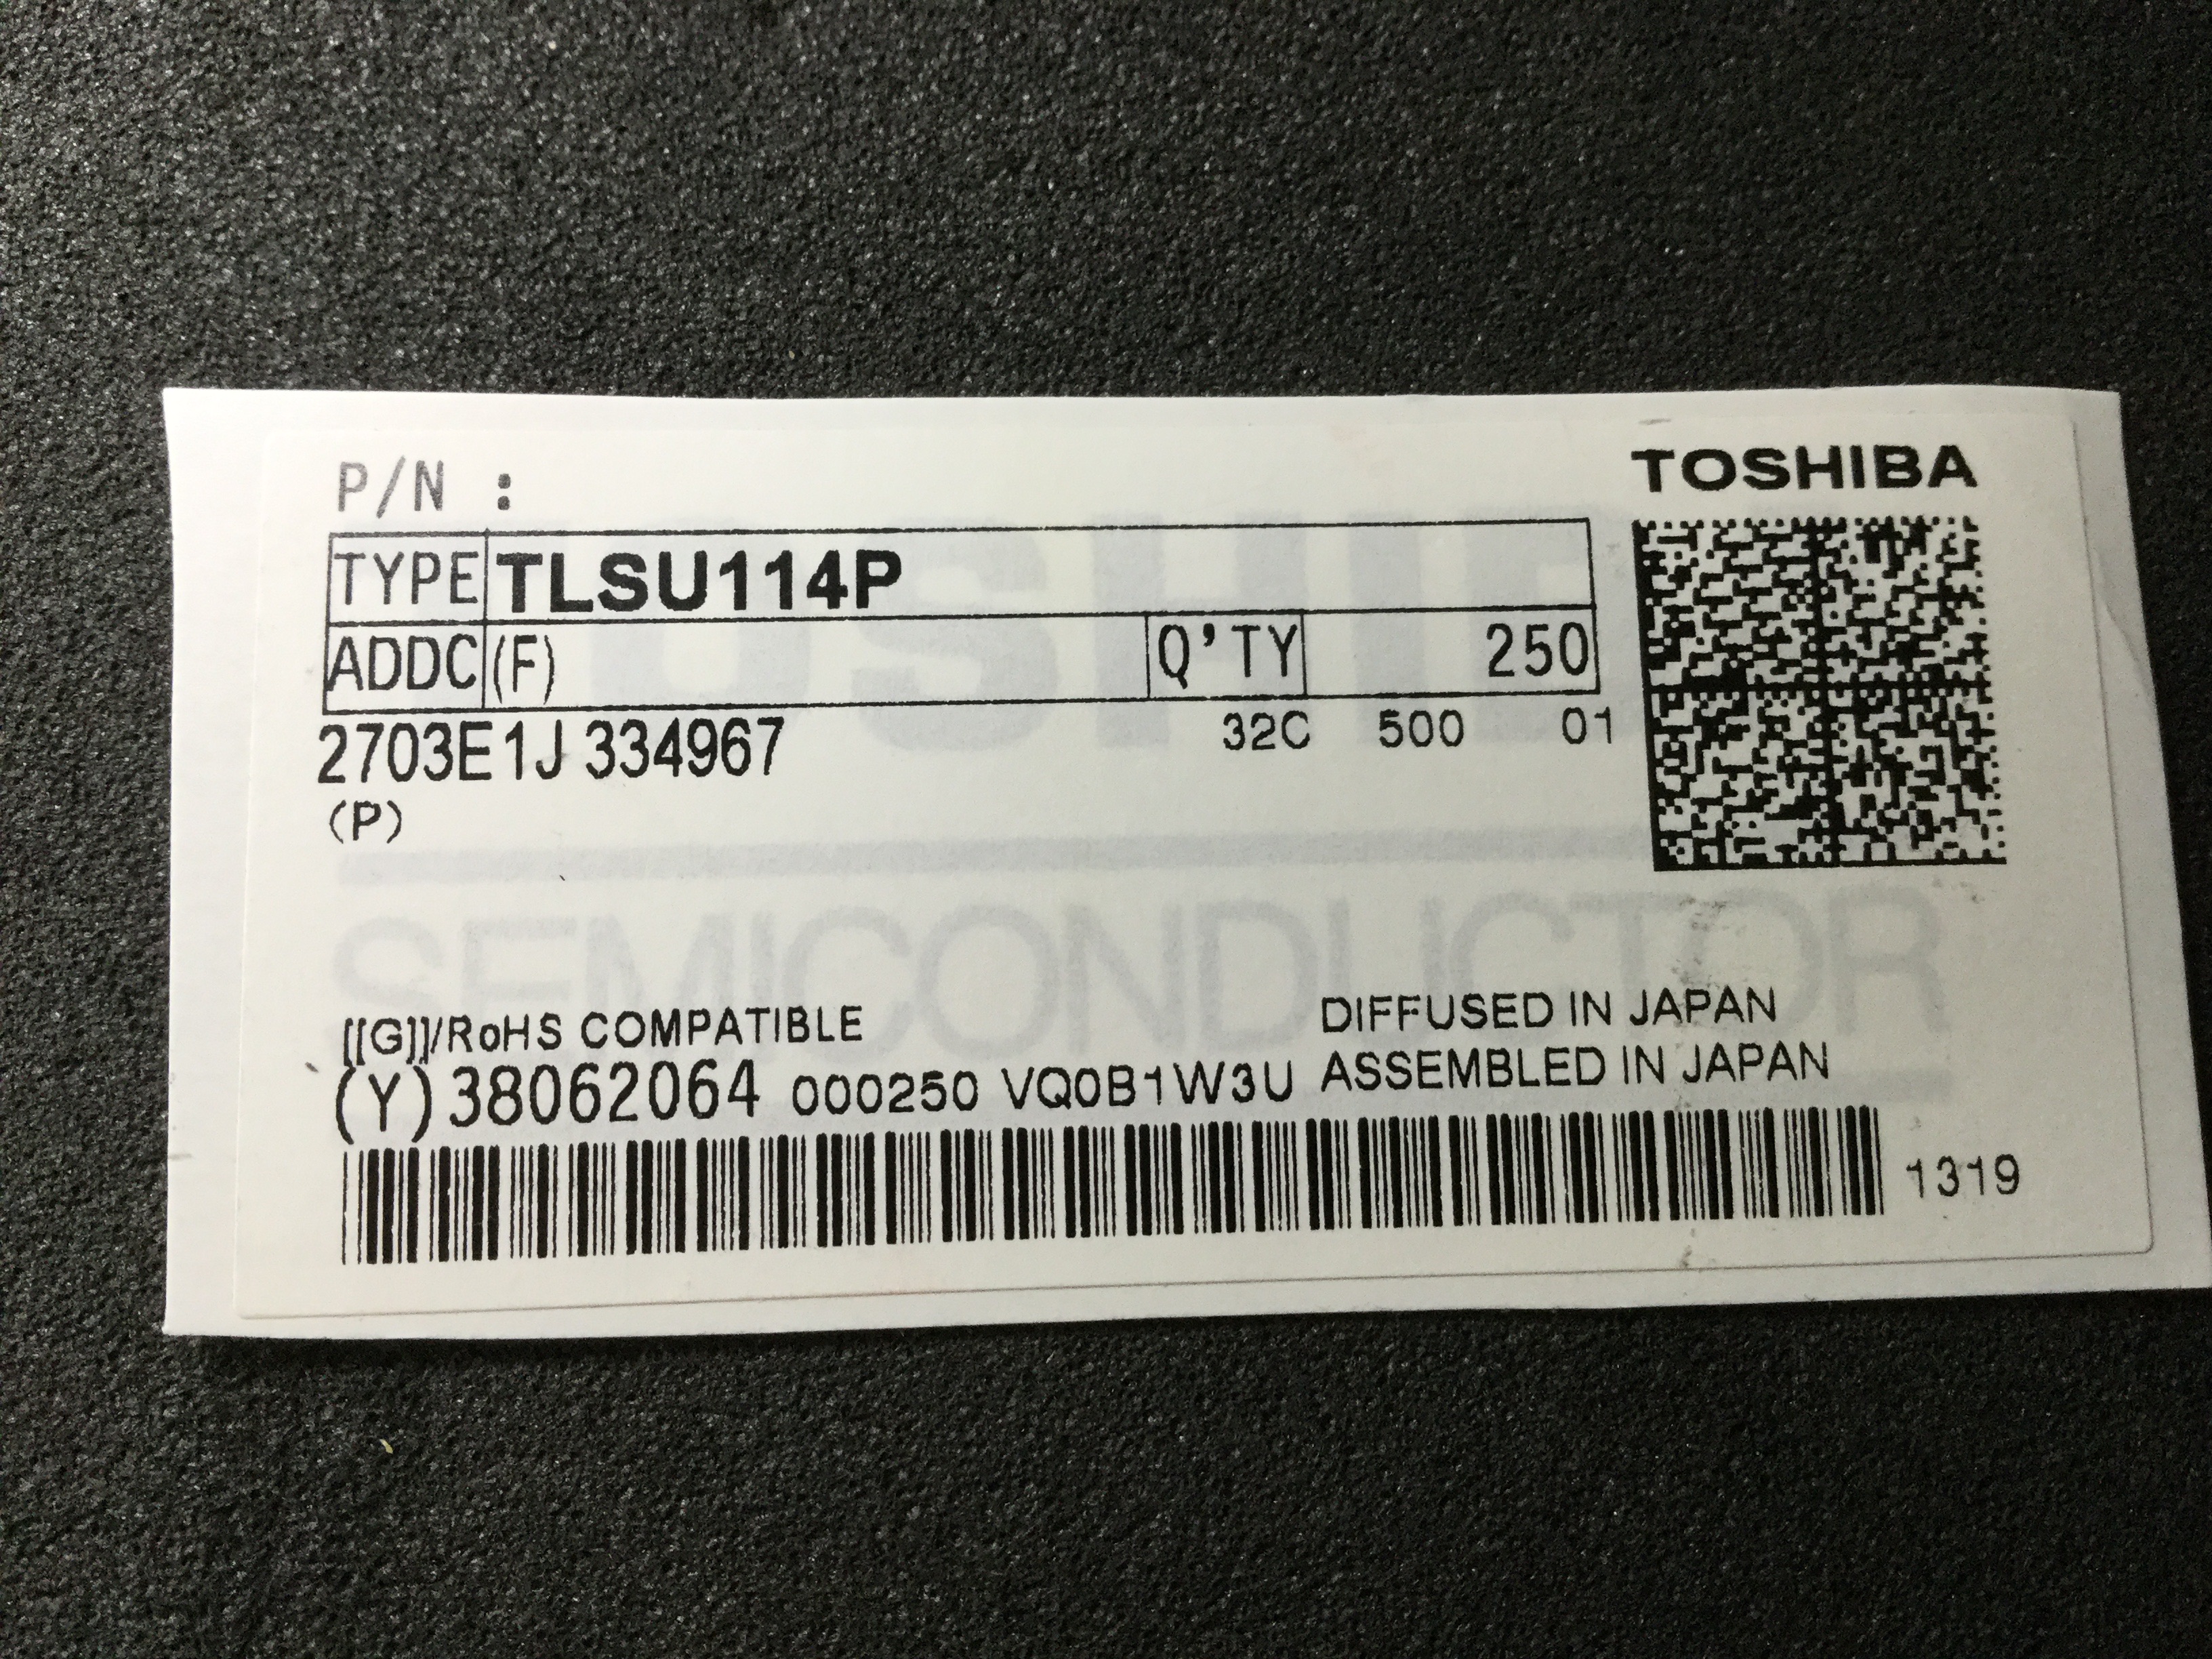 P/N :
TOSHIBA
TYPE TLSU114P
ADDC (F) Q'TY 250
2703E1J 334967 32C 500 01
(P)
SEMICONDUCTOR
[[G]]/RoHS COMPATIBLE DIFFUSED IN JAPAN
(Y)38062064 000250 VQ0B1W3U ASSEMBLED IN JAPAN
1319